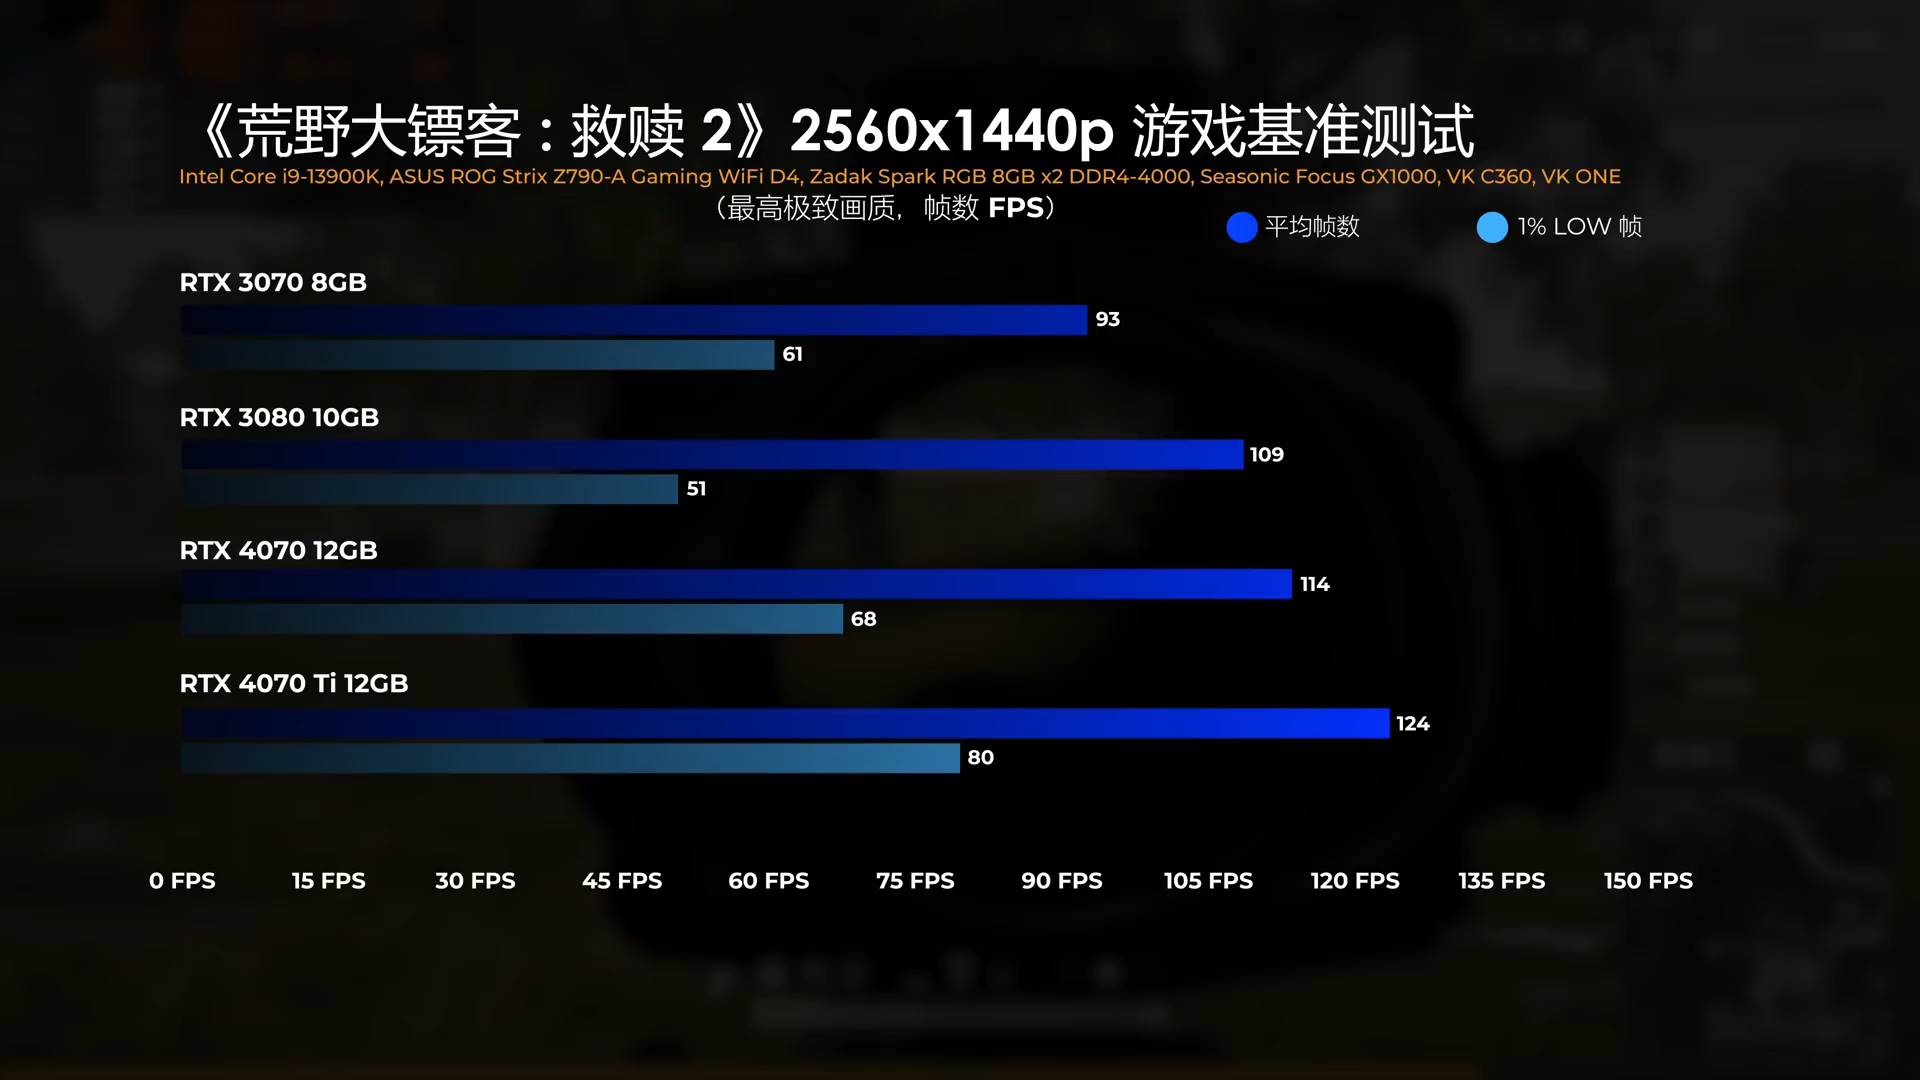 《荒野大镖客：救赎 2》2560x1440p 游戏基准测试
Intel Core i9-13900K, ASUS ROG Strix Z790-A Gaming WiFi D4, Zadak Spark RGB 8GB x2 DDR4-4000, Seasonic Focus GX1000, VK C360, VK ONE
（最高极致画质，帧数 FPS）
平均帧数
1% LOW 帧
RTX 3070 8GB
93
61
RTX 3080 10GB
109
51
RTX 4070 12GB
114
68
RTX 4070 Ti 12GB
124
80
0 FPS 15 FPS 30 FPS 45 FPS 60 FPS 75 FPS 90 FPS 105 FPS 120 FPS 135 FPS 150 FPS